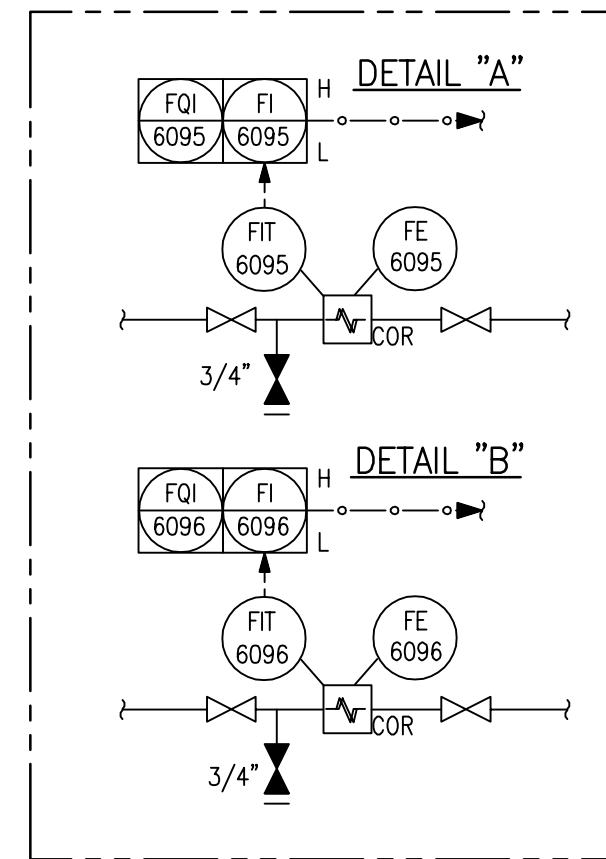 DETAIL "A"
FQI
6095
FI
6095
H
L
FIT
6095
FE
6095
COR
3/4"
DETAIL "B"
FQI
6096
FI
6096
H
L
FIT
6096
FE
6096
COR
3/4"